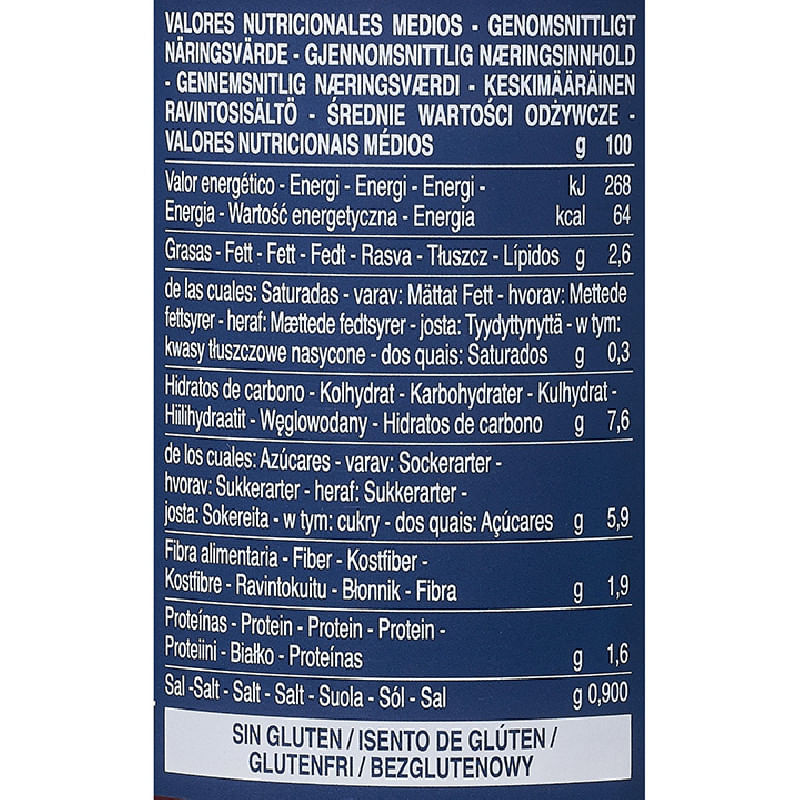 VALORES NUTRICIONALES MEDIOS - GENOMSNITTLIGT
NÄRINGSVÄRDE - GJENNOMSNITTLIG NÆRINGSINNHOLD
- GENNEMSNITLIG NÆRINGSVÆRDI - KESKIMÄÄRÄINEN
RAVINTOSISÄLTÖ - ŚREDNIE WARTOŚCI ODŻYWCZE -
VALORES NUTRICIONAIS MÉDIOS g 100
Valor energético - Energi - Energi - Energi - kJ 268
Energia - Wartość energetyczna - Energia kcal 64
Grasas - Fett - Fett - Fedt - Rasva - Tłuszcz - Lípidos g 2,6
de las cuales: Saturadas - varav: Mättat Fett - hvorav: Mettede
fettsyrer - heraf: Mættede fedtsyrer - josta: Tyydyttynyttä - w tym:
kwasy tłuszczowe nasycone - dos quais: Saturados g 0,3
Hidratos de carbono - Kolhydrat - Karbohydrater - Kulhydrat -
Hiilihydraatit - Węglowodany - Hidratos de carbono g 7,6
de los cuales: Azúcares - varav: Sockerarter -
hvorav: Sukkerarter - heraf: Sukkerarter -
josta: Sokereita - w tym: cukry - dos quais: Açúcares g 5,9
Fibra alimentaria - Fiber - Kostfiber -
Kostfibre - Ravintokuitu - Błonnik - Fibra g 1,9
Proteínas - Protein - Protein - Protein -
Proteiini - Białko - Proteínas g 1,6
Sal -Salt - Salt - Salt - Suola - Sól - Sal g 0,900
SIN GLUTEN / ISENTO DE GLÚTEN /
GLUTENFRI / BEZGLUTENOWY